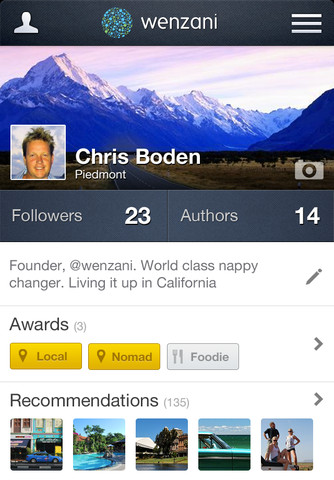 wenzani
Chris Boden
Piedmont
Followers 23 Authors 14
Founder, @wenzani. World class nappy
changer. Living it up in California
Awards (3)
Local Nomad Foodie
Recommendations (135)